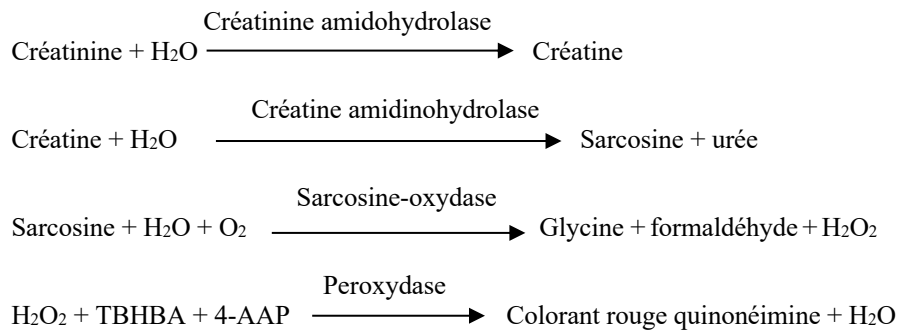 Créatinine amidohydrolase
Créatinine + H₂O Créatine
Créatine amidinohydrolase
Créatine + H₂O Sarcosine + urée
Sarcosine-oxydase
Sarcosine + H₂O + O₂ Glycine + formaldéhyde + H₂O₂
Peroxydase
H₂O₂ + TBHBA + 4-AAP Colorant rouge quinonéimine + H₂O